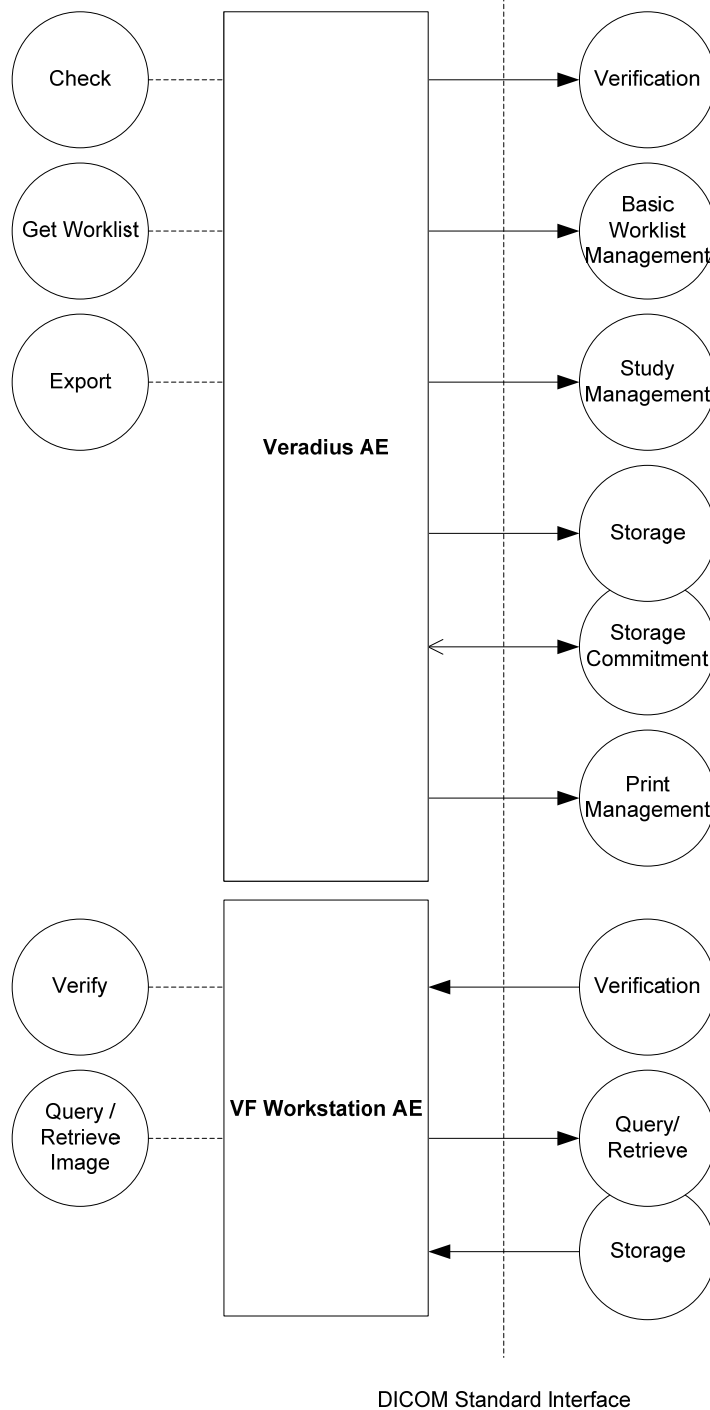 Check
Verification
Get Worklist
Basic
Worklist
Management
Export
Study
Management
Veradius AE
Storage
Storage
Commitment
Print
Management
Verify
Verification
VF Workstation AE
Query /
Retrieve
Image
Query/
Retrieve
Storage
DICOM Standard Interface